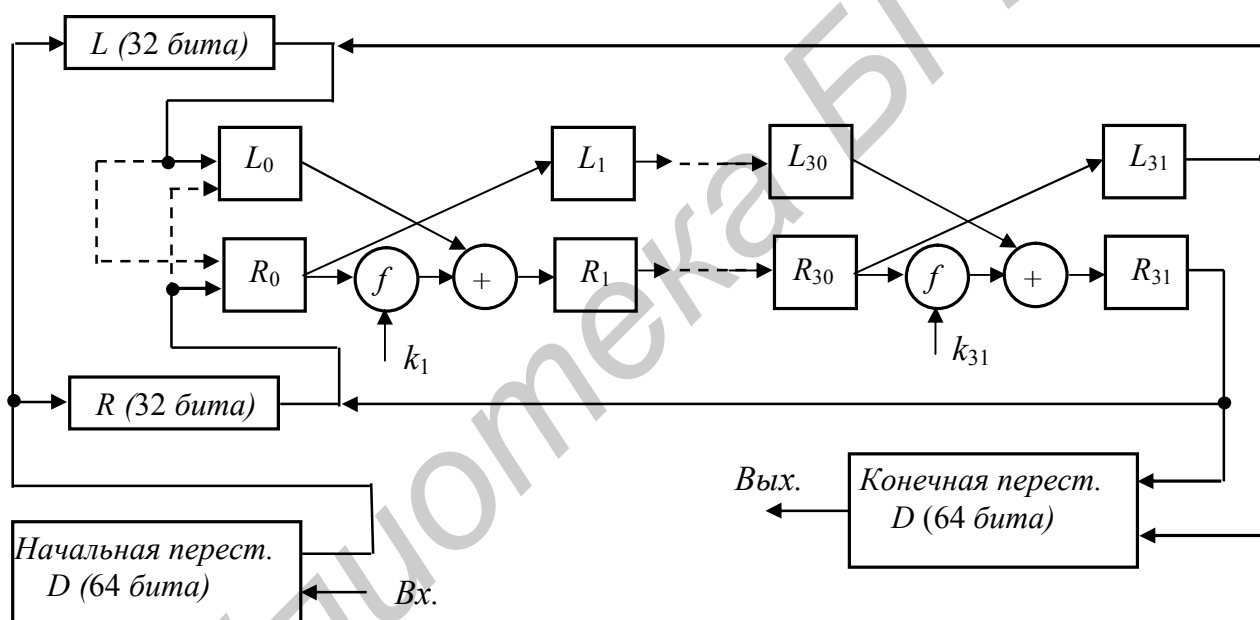 L (32 бита)
L0
L1
L30
L31
R0
f
+
R1
R30
f
+
R31
k1
k31
R (32 бита)
Вых.
Конечная перест.
D (64 бита)
Начальная перест.
D (64 бита)
Вх.